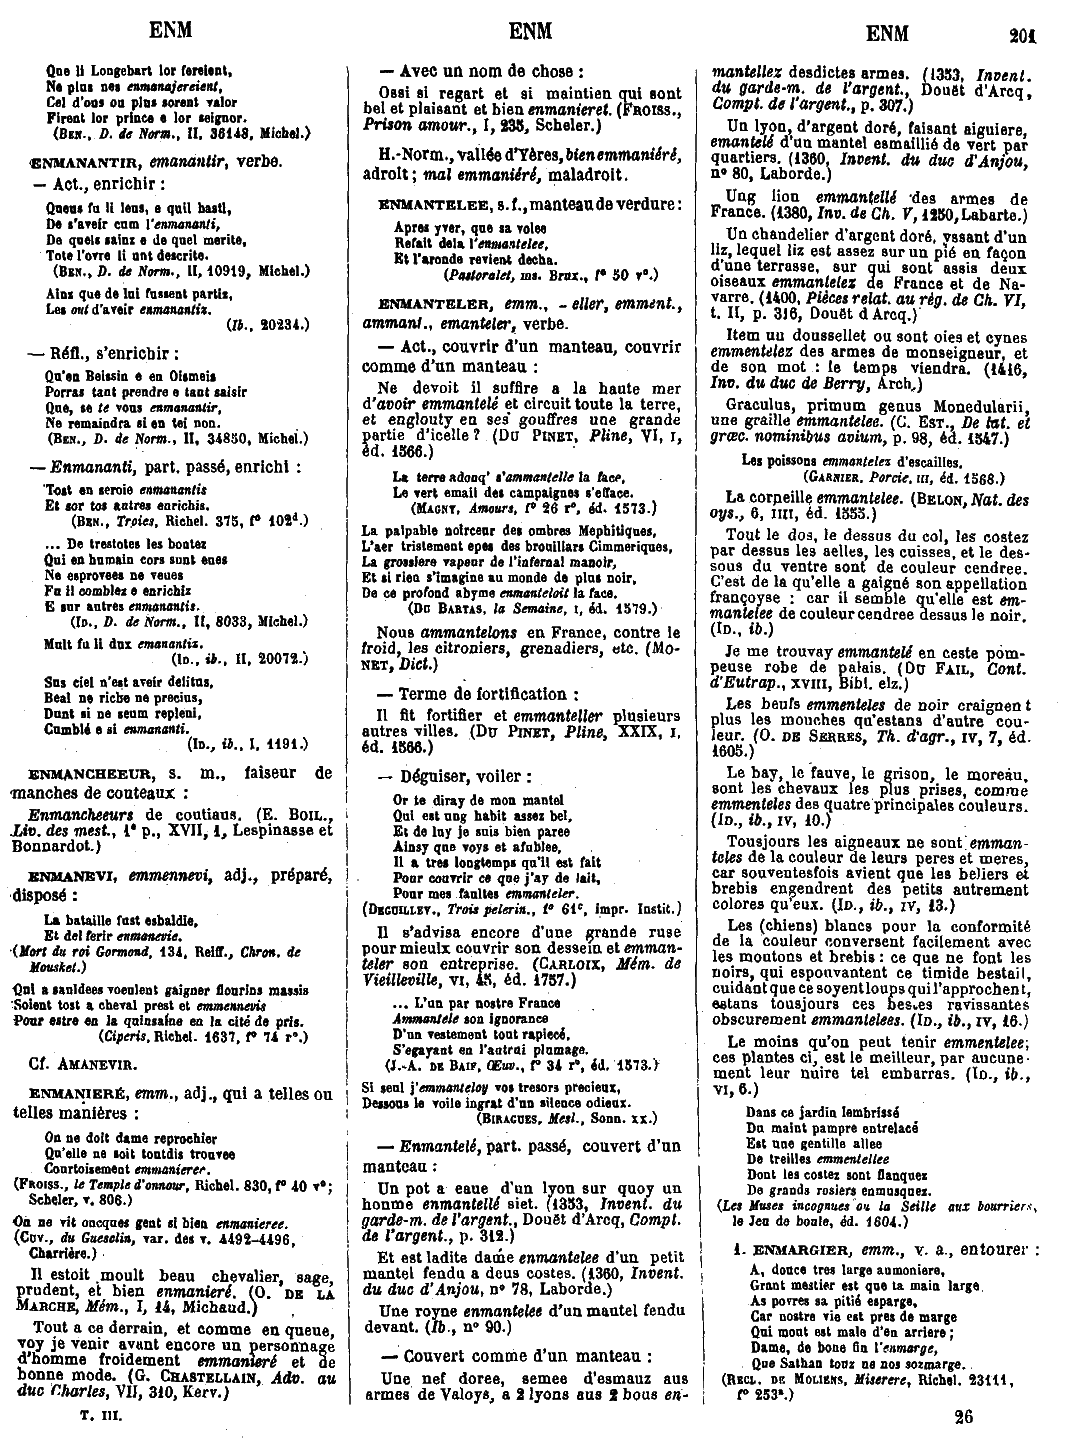 ENM
ENM
ENM
201
Que li Longebart lor fereient,
Ne plus nes enmanajereient,
Cel d'ous ou plus sorent valor
Firent lor prince e lor seignor.
(BEN., D. de Norm., II, 36148, Michel.)
ENMANANTIR, emanantir, verbe.
— Act., enrichir :
Queus fu li lens, e quil basti,
De s'aveir cum l'enmananti,
De queis sainz e de quel merite,
Tote l'ovre li unt descrite.
(BEN., D. de Norm., II, 10919, Michel.)
Ainz que de lui fussent partiz,
Les out d'aveir enmanantiz.
(Ib., 20234.)
— Réfl., s'enrichir :
Qu'en Beissin e en Oismeis
Porras tant prendre e tant saisir
Que, se te vous enmanantir,
Ne remaindra si en tei non.
(BEN., D. de Norm., II, 34850, Michel.)
— Enmananti, part. passé, enrichi :
Tost en seroie enmanantis
Et sor tos autres enrichis.
(BEN., Troies, Richel. 375, f° 102d.)
... De trestotes les bontez
Qui en humain cors sunt enes
Ne esprovees ne veues
Fu il comblez e enrichiz
E sur autres enmanantis.
(ID., D. de Norm., II, 8033, Michel.)
Mult fu li dux emanantiz.
(ID., ib., II, 20072.)
Sus ciel n'est aveir delitus,
Beal ne riche ne precius,
Dunt si ne seum repleni,
Cumblé e si enmananti.
(ID., ib., I, 1191.)
ENMANCHEEUR, s. m., faiseur de
manches de couteaux :
Enmancheeurs de coutiaus. (E. BOIL.,
Liv. des mest., 1e p., XVII, 1, Lespinasse et
Bonnardot.)
ENMANEVI, emmennevi, adj., préparé,
disposé :
La bataille fust esbaldie,
Et del ferir enmanevie.
(Mort du roi Gormond, 134, Reiff., Chron. de
Mousket.)
Qui a sauldees voeulent gaigner flourins massis
Soient tost a cheval prest et emmennevis
Pour estre en la quinsaine en la cité de pris.
(Ciperis, Richel. 1637, f° 74 r°.)
Cf. AMANEVIR.
ENMANIERÉ, emm., adj., qui a telles ou
telles manières :
On ne doit dame reprochier
Qu'elle ne soit toutdis trouvee
Courtoisement emmanieree.
(FROISS., le Temple d'onnour, Richel. 830, f° 40 v°;
Scheler, v. 806.)
On ne vit oncques gent si bien enmanieree.
(CUV., du Guesclin, var. des v. 4492-4496,
Charrière.)
Il estoit moult beau chevalier, sage,
prudent, et bien enmanieré. (O. DE LA
MARCHE, Mém., I, 14, Michaud.)
Tout a ce derrain, et comme en queue,
voy je venir avant encore un personnage
d'homme froidement emmanieré et de
bonne mode. (G. CHASTELLAIN, Adv. au
duc Charles, VII, 310, Kerv.)
T. III.
— Avec un nom de chose :
Ossi si regart et si maintien qui sont
bel et plaisant et bien enmanieret. (FROISS.,
Prison amour., I, 235, Scheler.)
H.-Norm., vallée d'Yères, bien emmaniéré,
adroit ; mal emmaniéré, maladroit.
ENMANTELEE, s. f., manteau de verdure :
Apres yver, que sa volee
Refait dela l'enmantelee,
Et l'aronde revient decha.
(Pastoralet, ms. Brux., f° 50 v°.)
ENMANTELER, emm., -eller, emment.,
ammant., emanteler, verbe.
— Act., couvrir d'un manteau, couvrir
comme d'un manteau :
Ne devoit il suffire a la haute mer
d'avoir emmantelé et circuit toute la terre,
et englouty en ses gouffres une grande
partie d'icelle ? (DU PINET, Pline, VI, I,
éd. 1566.)
La terre adonq' s'ammantelle la face,
Le vert email des campaignes s'efface.
(MAGNY, Amours, f° 26 r°, éd. 1573.)
La palpable noirceur des ombres Mephitiques,
L'aer tristement epes des brouillars Cimmeriques,
La grossiere vapeur de l'infernal manoir,
Et si rien s'imagine au monde de plus noir,
De ce profond abyme enmanteloit la face.
(DU BARTAS, la Semaine, I, éd. 1579.)
Nous ammantelons en France, contre le
froid, les citroniers, grenadiers, etc. (MO-
NET, Dict.)
— Terme de fortification :
Il fit fortifier et emmanteller plusieurs
autres villes. (DU PINET, Pline, XXIX, I,
éd. 1566.)
— Déguiser, voiler :
Or te diray de mon mantel
Qui est ung habit assez bel,
Et de luy je suis bien paree
Ainsy que voys et afublee,
Il a tres longtemps qu'il est fait
Pour couvrir ce que j'ay de lait,
Pour mes faultes emmanteler.
(DEGUILLEV., Trois pelerin., f° 61c, impr. Instit.)
Il s'advisa encore d'une grande ruse
pour mieulx couvrir son dessein et emman-
teler son entreprise. (CARLOIX, Mém. de
Vieilleville, VI, 45, éd. 1757.)
... L'un par nostre France
Ammantele son ignorance
D'un vestement tout rapiecé,
S'egayant en l'autrui plumage.
(J.-A. DE BAIF, Œuv., f° 34 r°, éd. 1573.)
Si seul j'emmanteloy vos tresors precieux,
Dessous le voile ingrat d'un silence odieux.
(BIRAGUES, Mesl., Sonn. XX.)
— Enmantelé, part. passé, couvert d'un
manteau :
Un pot a eaue d'un lyon sur quoy un
homme enmantellé siet. (1353, Invent. du
garde-m. de l'argent., Douët d'Arcq, Compt.
de l'argent., p. 312.)
Et est ladite dame enmantelee d'un petit
mantel fendu a deus costes. (1360, Invent.
du duc d'Anjou, n° 78, Laborde.)
Une royne enmantelee d'un mantel fendu
devant. (Ib., n° 90.)
— Couvert comme d'un manteau :
Une nef doree, semee d'esmauz aus
armes de Valoys, a 2 lyons aus 2 bous en-
mantellez desdictes armes. (1353, Invent.
du garde-m. de l'argent., Douët d'Arcq,
Compt. de l'argent., p. 307.)
Un lyon, d'argent doré, faisant aiguiere,
emantelé d'un mantel esmaillié de vert par
quartiers. (1360, Invent. du duc d'Anjou,
n° 80, Laborde.)
Ung lion emmantellé des armes de
France. (1380, Inv. de Ch. V, 1250, Labarte.)
Un chandelier d'argent doré, yssant d'un
liz, lequel liz est assez sur un pié en façon
d'une terrasse, sur qui sont assis deux
oiseaux emmantelez de France et de Na-
varre. (1400, Pièces relat. au règ. de Ch. VI,
t. II, p. 316, Douët d'Arcq.)
Item un doussellet ou sont oies et cynes
emmentelez des armes de monseigneur, et
de son mot : le temps viendra. (1416,
Inv. du duc de Berry, Arch.)
Graculus, primum genus Monedularii,
une graille emmantelee. (C. EST., De lat. et
græc. nominibus avium, p. 98, éd. 1547.)
Les poissons emmantelez d'escailles.
(GARNIER, Porcie, III, éd. 1568.)
La corneille emmantelee. (BELON, Nat. des
oys., 6, IIII, éd. 1555.)
Tout le dos, le dessus du col, les costez
par dessus les aelles, les cuisses, et le des-
sous du ventre sont de couleur cendree.
C'est de la qu'elle a gaigné son appellation
françoyse : car il semble qu'elle est em-
mantelee de couleur cendree dessus le noir.
(ID., ib.)
Je me trouvay emmantelé en ceste pom-
peuse robe de palais. (DU FAIL, Cont.
d'Eutrap., XVIII, Bibl. elz.)
Les beufs emmenteles de noir craignent
plus les mouches qu'estans d'autre cou-
leur. (O. DE SERRES, Th. d'agr., IV, 7, éd.
1605.)
Le bay, le fauve, le grison, le moreau,
sont les chevaux les plus prises, comme
emmenteles des quatre principales couleurs.
(ID., ib., IV, 10.)
Tousjours les aigneaux ne sont emman-
teles de la couleur de leurs peres et meres,
car souventesfois avient que les beliers et
brebis engendrent des petits autrement
colores qu'eux. (ID., ib., IV, 13.)
Les (chiens) blancs pour la conformité
de la couleur conversent facilement avec
les moutons et brebis : ce que ne font les
noirs, qui espouvantent ce timide bestail,
cuidant que ce soyent loups qui l'approchent,
estans tousjours ces bestes ravissantes
obscurement emmantelees. (ID., ib., IV, 16.)
Le moins qu'on peut tenir emmentelee;
ces plantes ci, est le meilleur, par aucune-
ment leur nuire tel embarras. (ID., ib.,
VI, 6.)
Dans ce jardin lembrissé
Du maint pampre entrelacé
Est une gentille allee
De treilles emmentellee
Dont les costez sont flanquez
De grands rosiers enmusquez.
(Les Muses incognues ou la Seille aux bourriers,
le Jeu de boule, éd. 1604.)
1. ENMARGIER, emm., v. a., entourer :
A, douce tres large aumoniere,
Grant mestier est que ta main large
As povres sa pitié esparge,
Car nostre vie est pres de marge
Qui mout est male d'en arriere ;
Dame, de bone fin l'enmarge,
Que Sathan touz ne nos sozmarge.
(RECL. DE MOLIENS, Miserere, Richel. 23111,
f° 253a.)
26